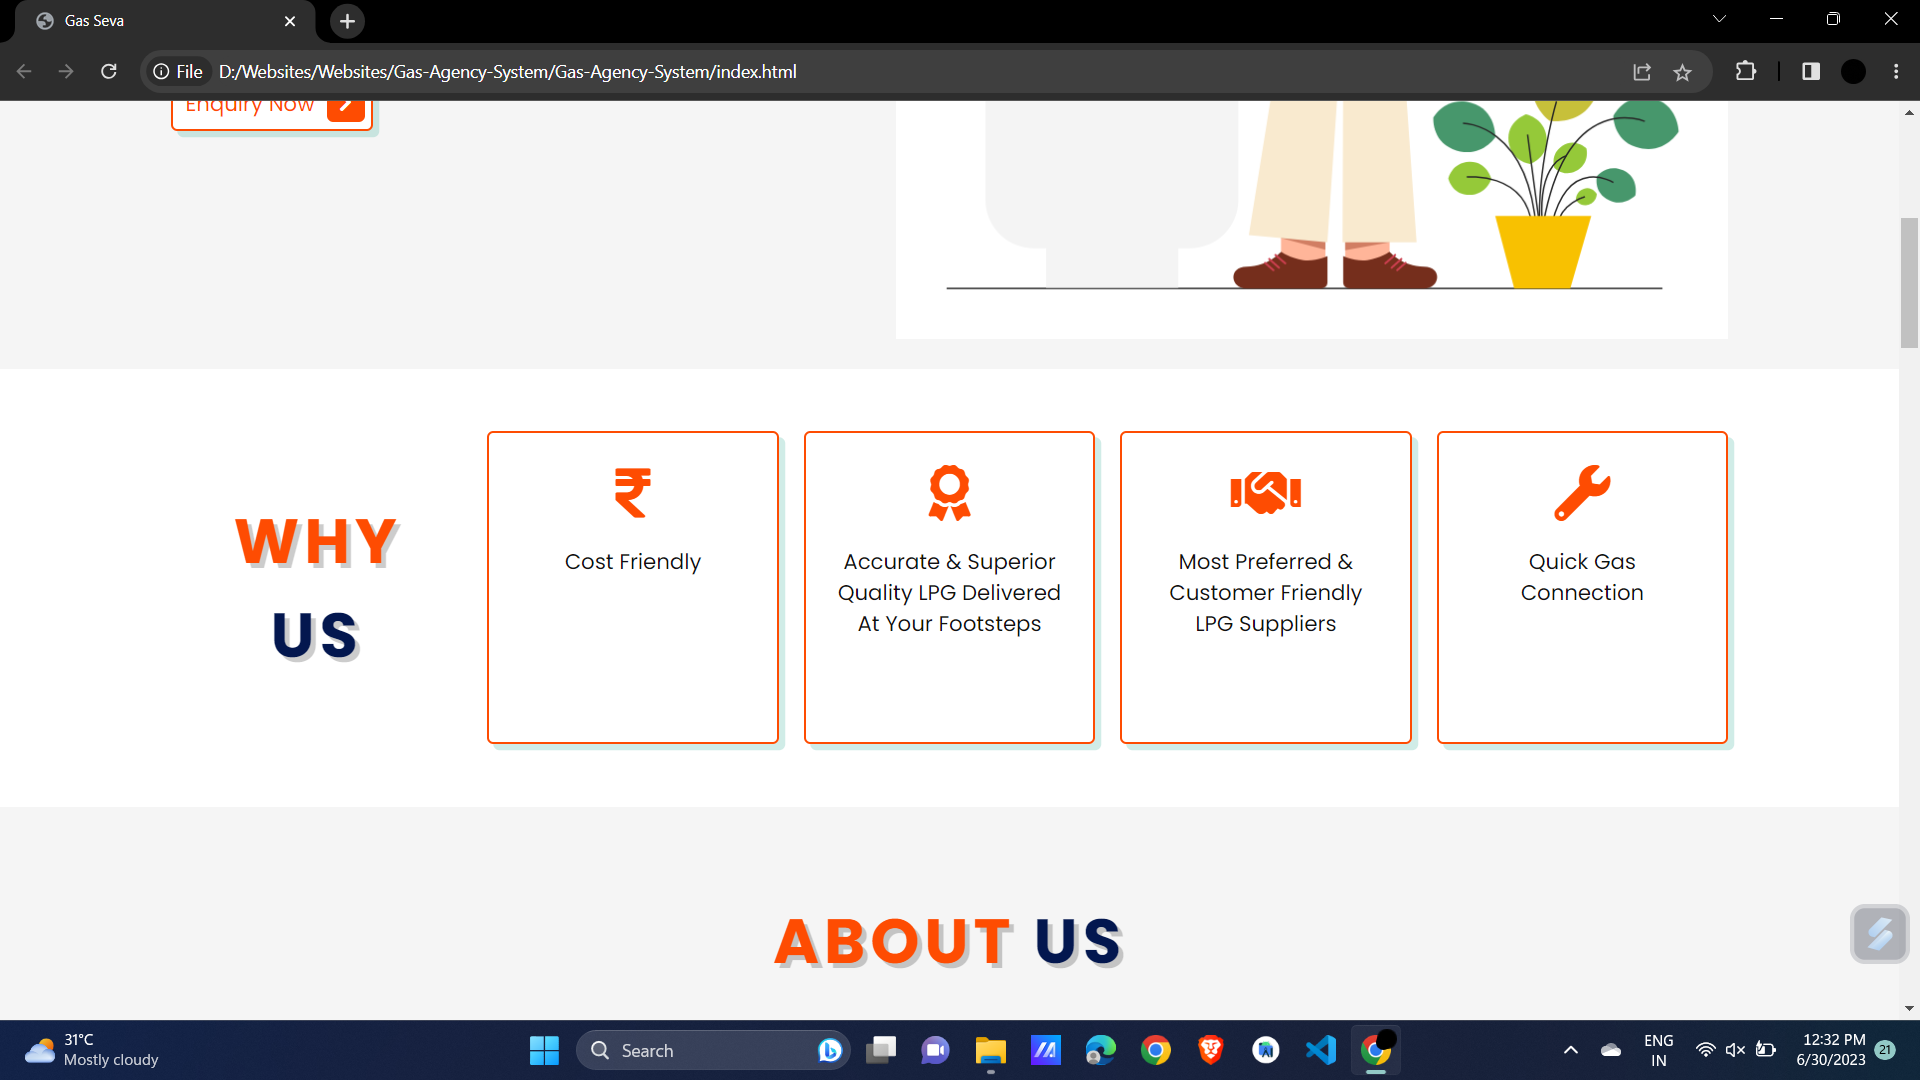 Gas Seva
File D:/Websites/Websites/Gas-Agency-System/Gas-Agency-System/index.html
Enquiry Now
WHY
US
Cost Friendly
Accurate & Superior
Quality LPG Delivered
At Your Footsteps
Most Preferred &
Customer Friendly
LPG Suppliers
Quick Gas
Connection
ABOUT US
31°C
Mostly cloudy
Search
ENG
IN
12:32 PM
6/30/2023
21